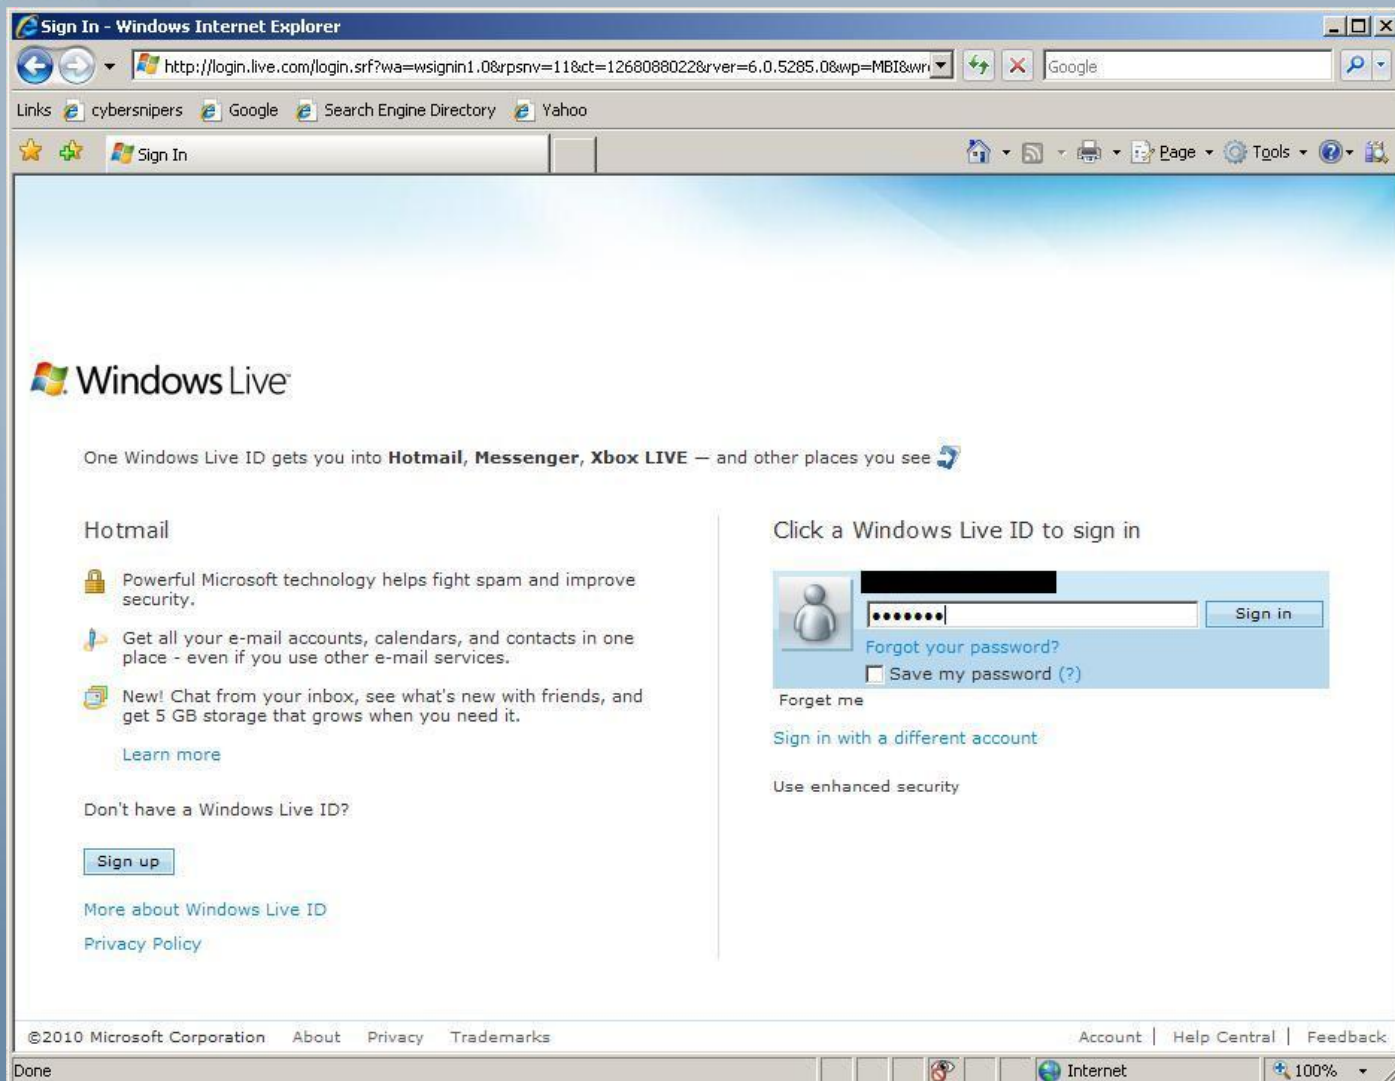 Sign In - Windows Internet Explorer
http://login.live.com/login.srf?wa=wsignin1.0&rpsnv=11&ct=1268088022&rver=6.0.5285.0&wp=MBI&wr
Google
Links cybersnipers Google Search Engine Directory Yahoo
Sign In Page Tools
Windows Live™
One Windows Live ID gets you into Hotmail, Messenger, Xbox LIVE — and other places you see
Hotmail
Powerful Microsoft technology helps fight spam and improve
security.
Get all your e-mail accounts, calendars, and contacts in one
place - even if you use other e-mail services.
New! Chat from your inbox, see what's new with friends, and
get 5 GB storage that grows when you need it.
Learn more
Don't have a Windows Live ID?
Sign up
More about Windows Live ID
Privacy Policy
Click a Windows Live ID to sign in
•••••••
Sign in
Forgot your password?
Save my password (?)
Forget me
Sign in with a different account
Use enhanced security
©2010 Microsoft Corporation About Privacy Trademarks
Account | Help Central | Feedback
Done Internet 100%